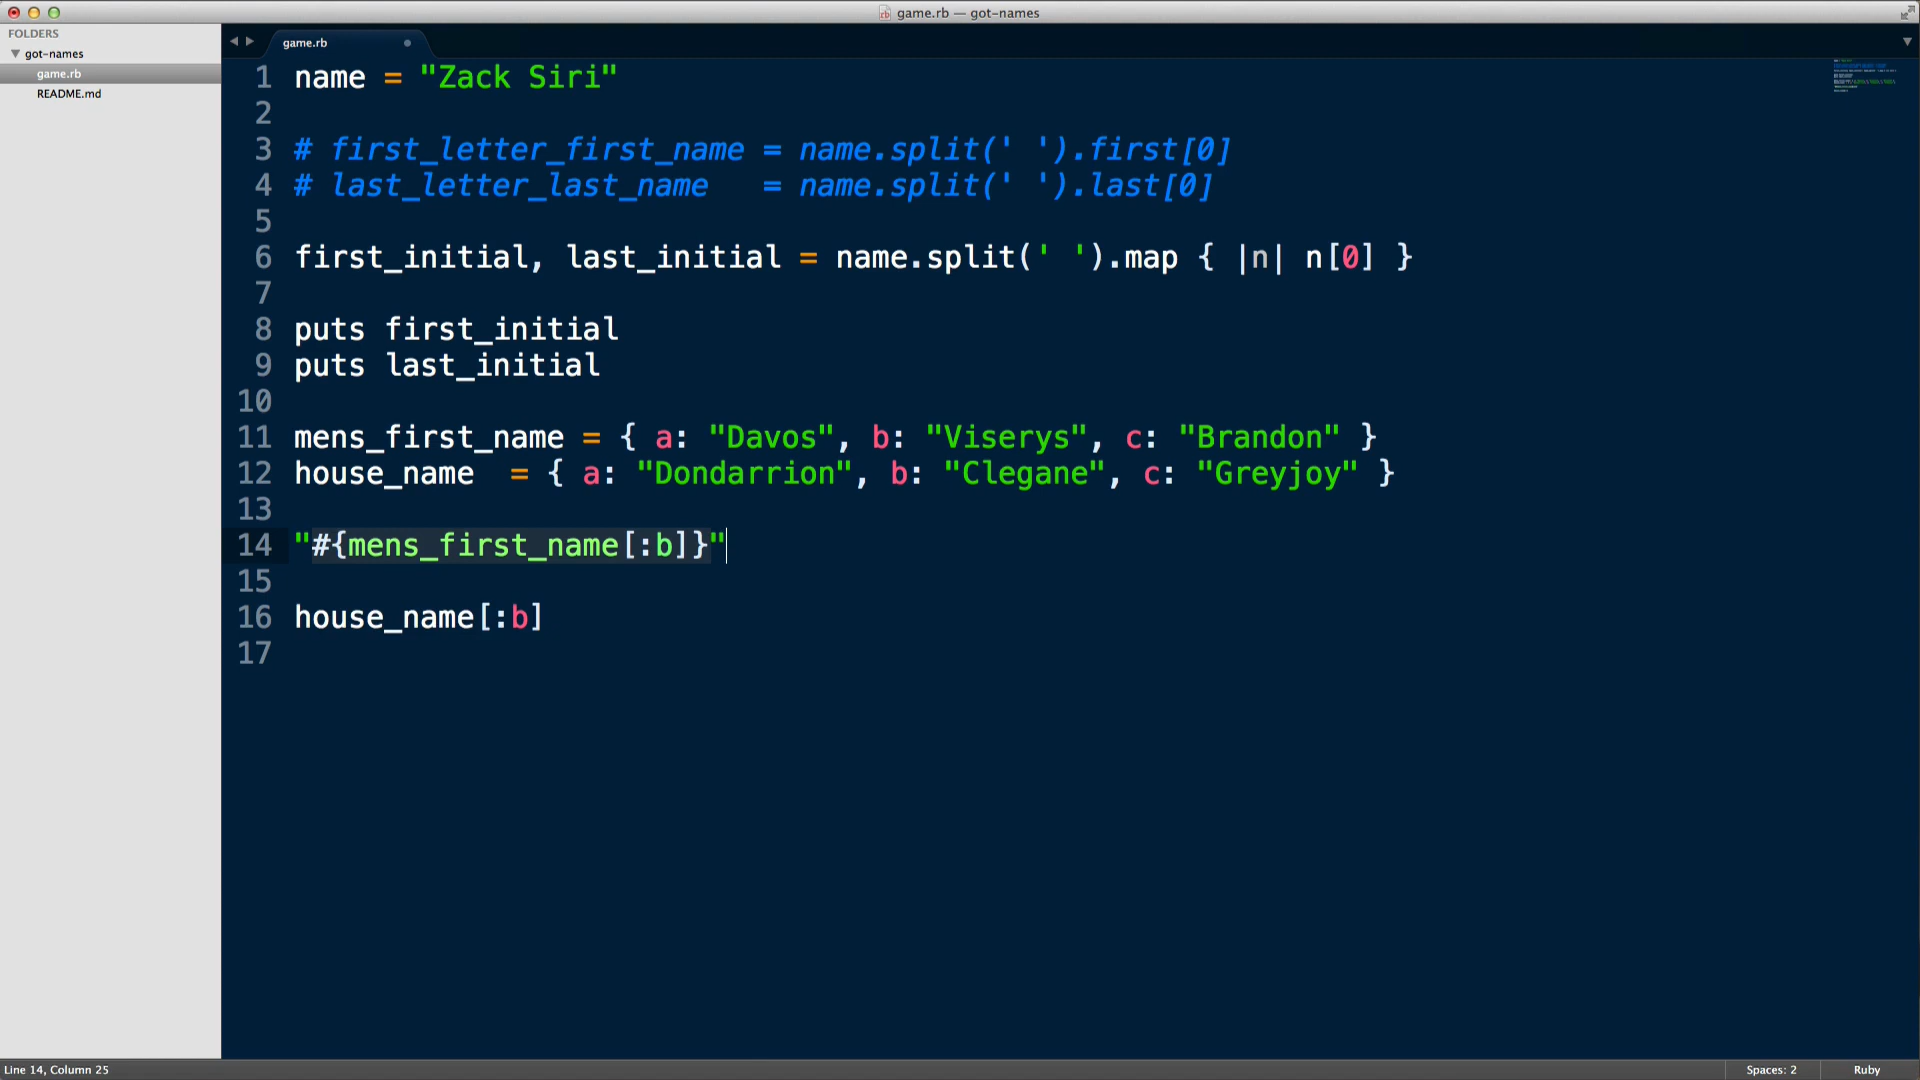 game.rb — got-names
FOLDERS
got-names
game.rb
README.md
game.rb
1 name = "Zack Siri"
2
3 # first_letter_first_name = name.split(' ').first[0]
4 # last_letter_last_name   = name.split(' ').last[0]
5
6 first_initial, last_initial = name.split(' ').map { |n| n[0] }
7
8 puts first_initial
9 puts last_initial
10
11 mens_first_name = { a: "Davos", b: "Viserys", c: "Brandon" }
12 house_name  = { a: "Dondarrion", b: "Clegane", c: "Greyjoy" }
13
14 "#{mens_first_name[:b]}"
15
16 house_name[:b]
17
Line 14, Column 25
Spaces: 2
Ruby